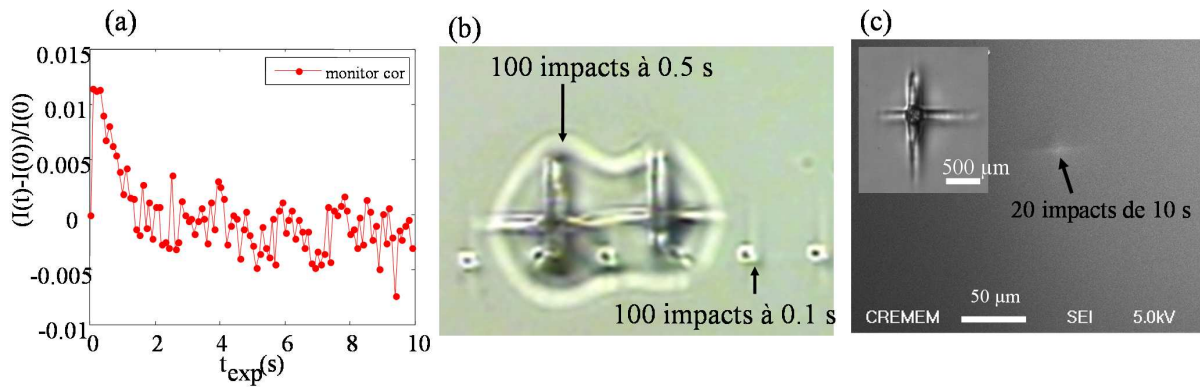 (a)
(I(t)-I(0))/I(0)
0.015
0.01
0.005
0
-0.005
-0.01
0 2 4 6 8 10
t_exp(s)
monitor cor
(b)
100 impacts à 0.5 s
100 impacts à 0.1 s
(c)
500 µm
20 impacts de 10 s
50 µm
CREMEM SEI 5.0kV